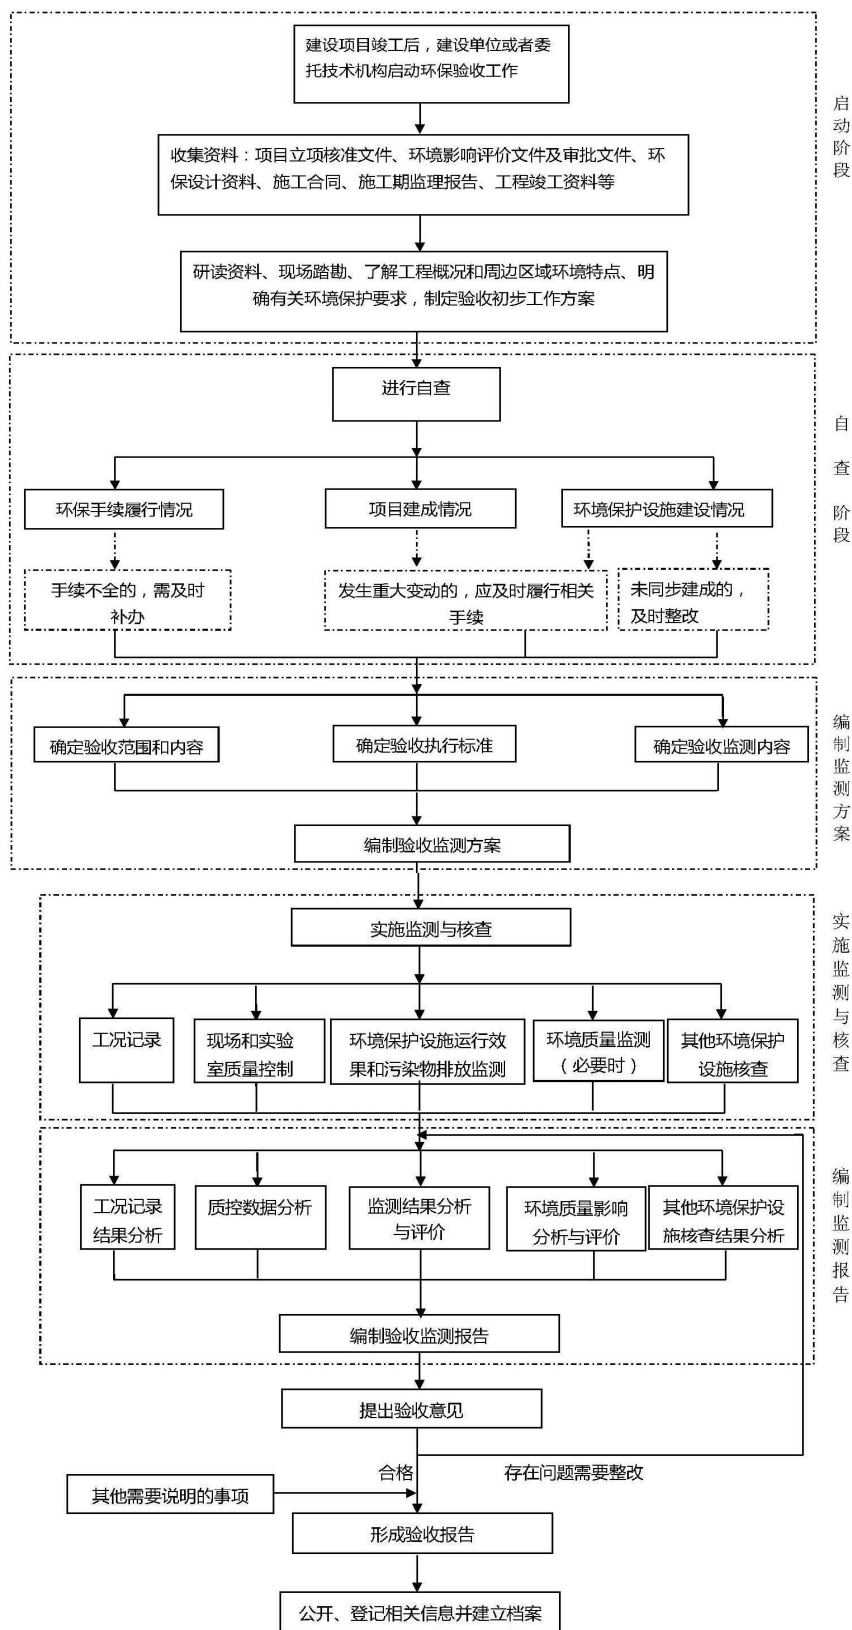 建设项目竣工后，建设单位或者委
托技术机构启动环保验收工作
收集资料：项目立项核准文件、环境影响评价文件及审批文件、环
保设计资料、施工合同、施工期监理报告、工程竣工资料等
研读资料、现场踏勘、了解工程概况和周边区域环境特点、明
确有关环境保护要求，制定验收初步工作方案
启动阶段
进行自查
环保手续履行情况
项目建成情况
环境保护设施建设情况
手续不全的，需及时
补办
发生重大变动的，应及时履行相关
手续
未同步建成的，
及时整改
自查阶段
确定验收范围和内容
确定验收执行标准
确定验收监测内容
编制验收监测方案
编制监测方案
实施监测与核查
工况记录
现场和实验
室质量控制
环境保护设施运行效
果和污染物排放监测
环境质量监测
（必要时）
其他环境保护
设施核查
实施监测与核查
工况记录
结果分析
质控数据分析
监测结果分析
与评价
环境质量影响
分析与评价
其他环境保护设
施核查结果分析
编制验收监测报告
编制监测报告
提出验收意见
合格
存在问题需要整改
其他需要说明的事项
形成验收报告
公开、登记相关信息并建立档案